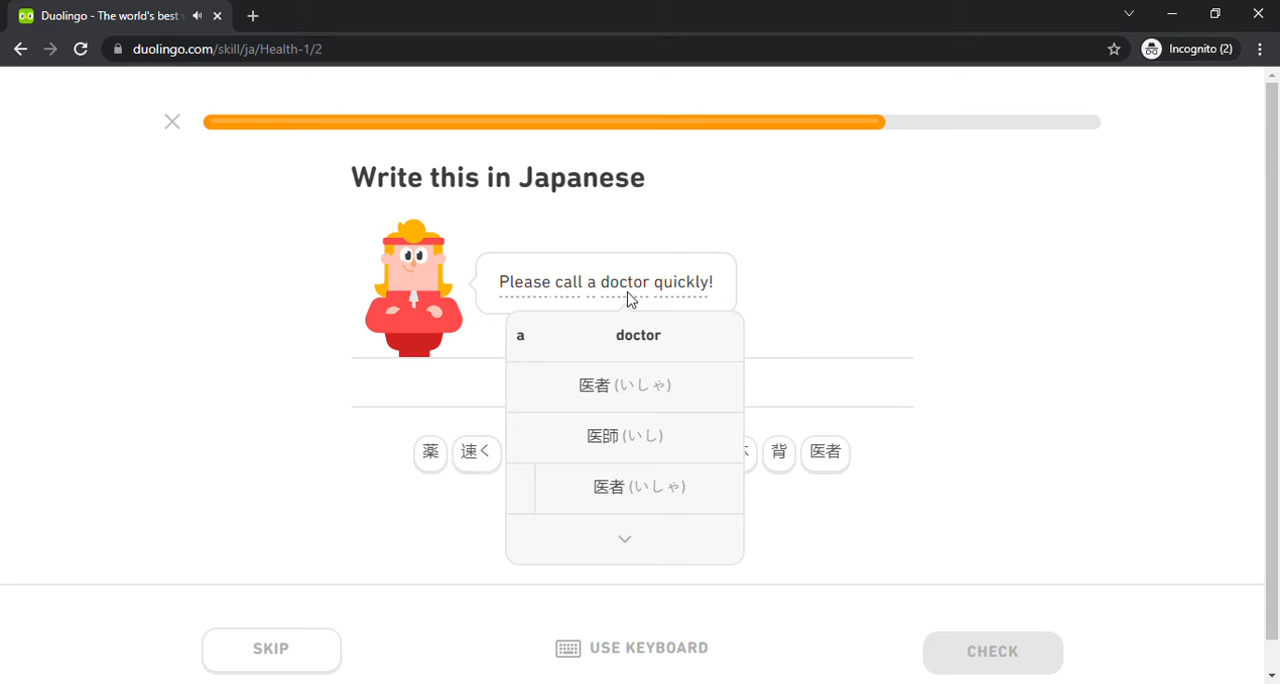 Duolingo - The world's best
duolingo.com/skill/ja/Health-1/2
Incognito (2)
Write this in Japanese
Please call a doctor quickly!
a doctor
医者 (いしゃ)
医師 (いし)
医者 (いしゃ)
薬 速く 背 医者
SKIP
USE KEYBOARD
CHECK